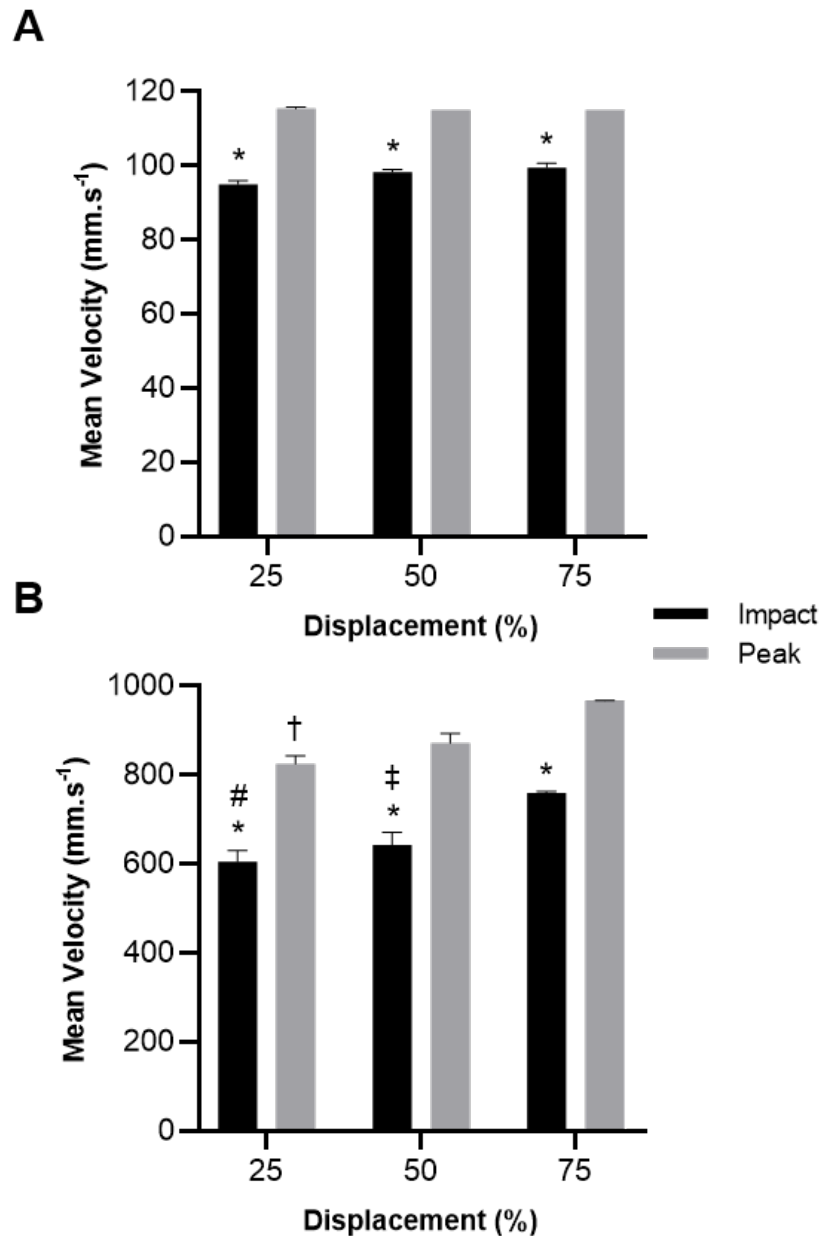 A
120
100
80
60
40
20
0
Mean Velocity (mm.s-1)
* * *
25 50 75
Displacement (%)
Impact
Peak
B
1000
800
600
400
200
0
Mean Velocity (mm.s-1)
† 
# ‡ *
* *
25 50 75
Displacement (%)